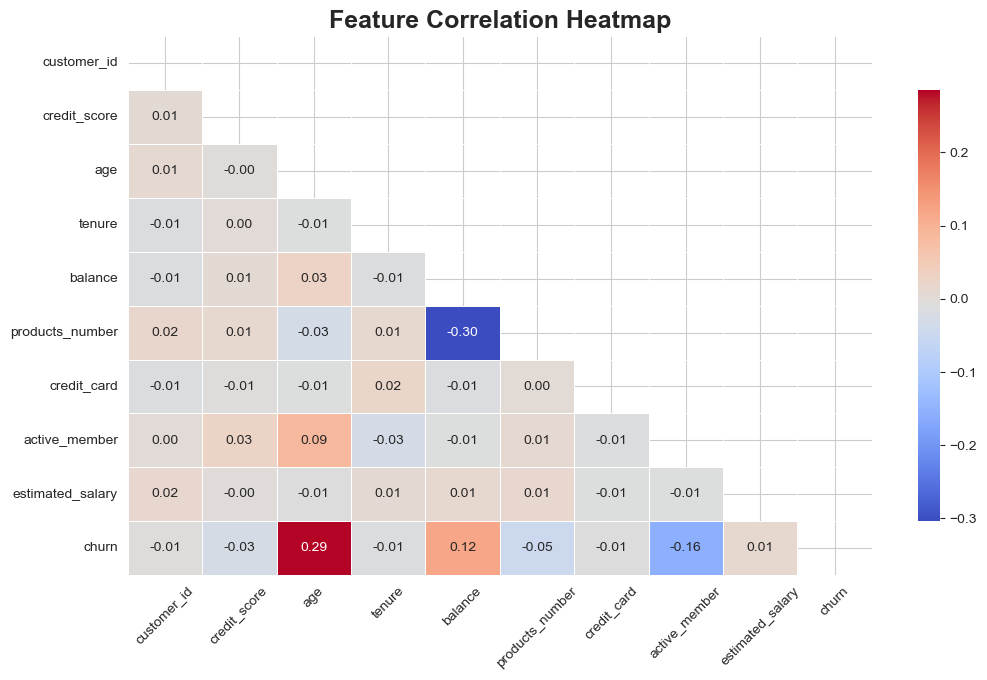 Feature Correlation Heatmap
customer_id
credit_score 0.01
age 0.01 -0.00
tenure -0.01 0.00 -0.01
balance -0.01 0.01 0.03 -0.01
products_number 0.02 0.01 -0.03 0.01 -0.30
credit_card -0.01 -0.01 -0.01 0.02 -0.01 0.00
active_member 0.00 0.03 0.09 -0.03 -0.01 0.01 -0.01
estimated_salary 0.02 -0.00 -0.01 0.01 0.01 0.01 -0.01 -0.01
churn -0.01 -0.03 0.29 -0.01 0.12 -0.05 -0.01 -0.16 0.01
customer_id credit_score age tenure balance products_number credit_card active_member estimated_salary churn
0.2
0.1
0.0
−0.1
−0.2
−0.3